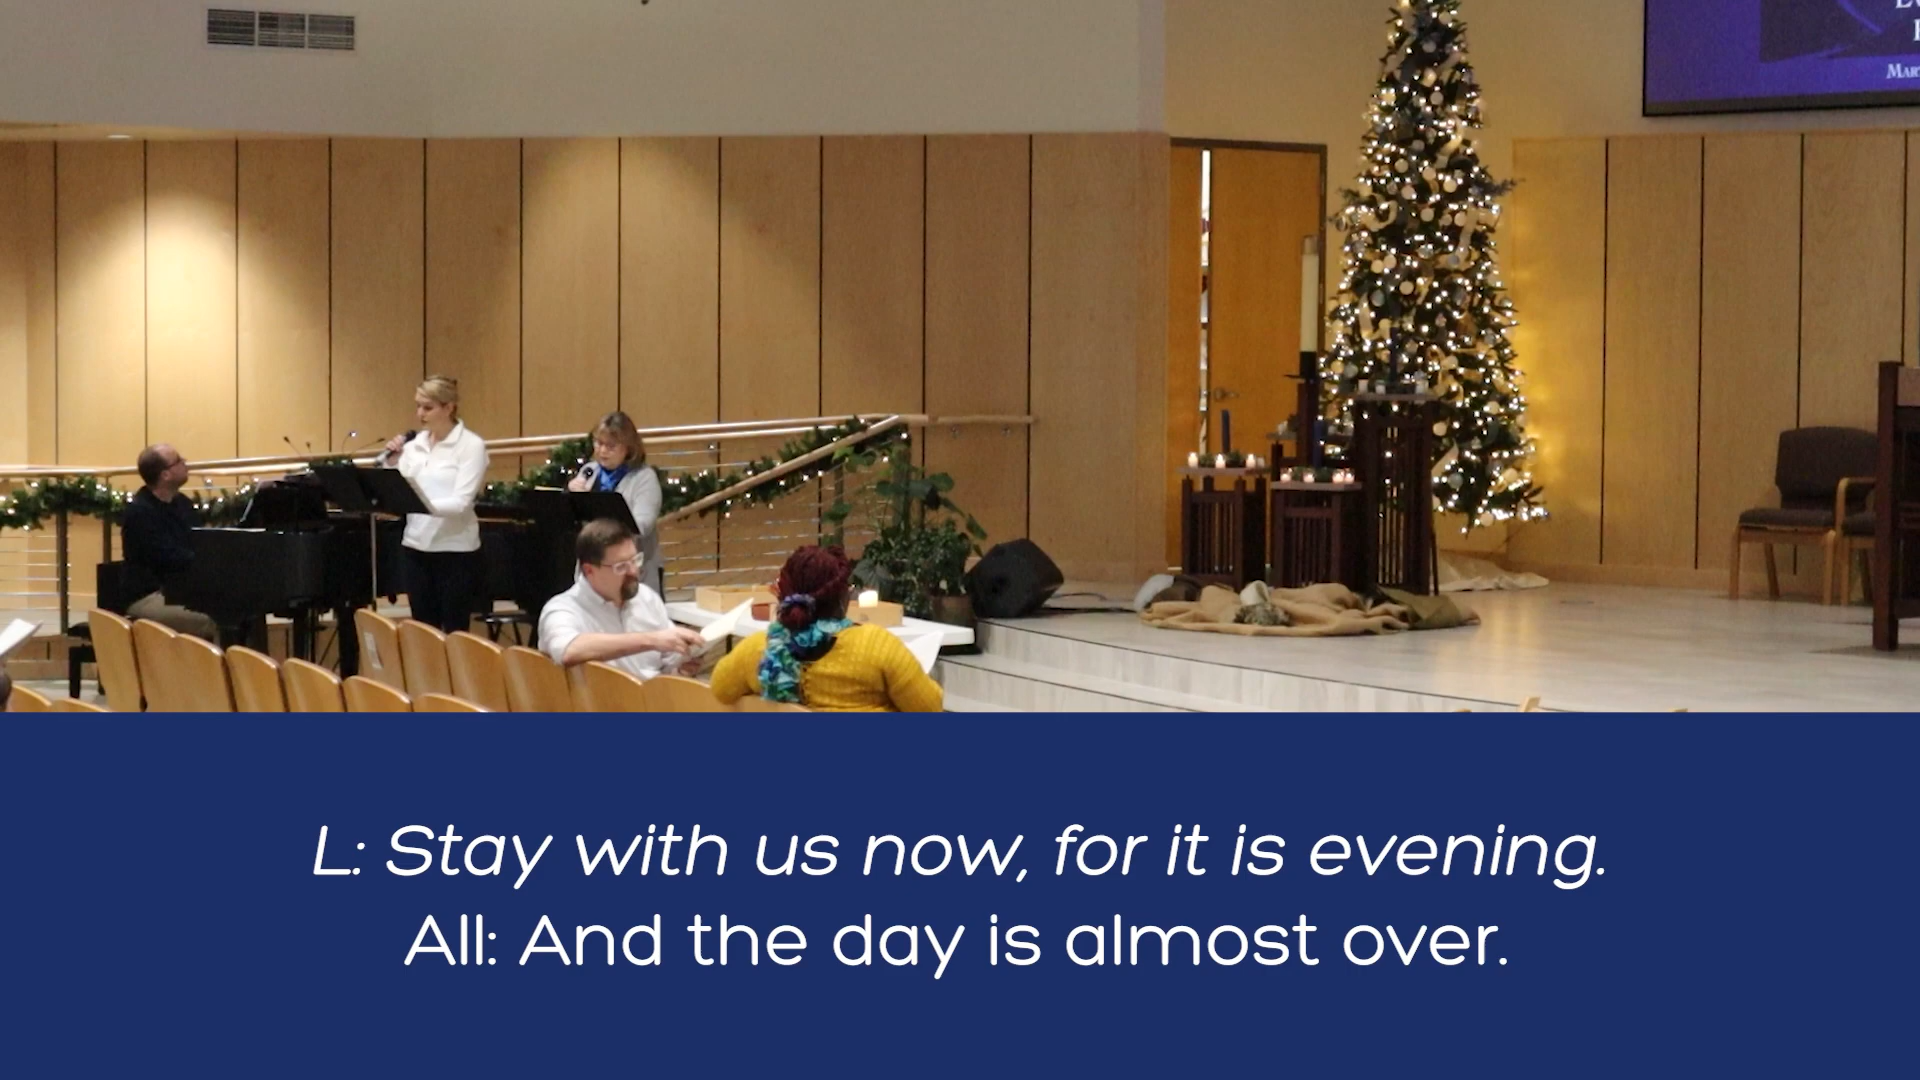 L: Stay with us now, for it is evening.
All: And the day is almost over.